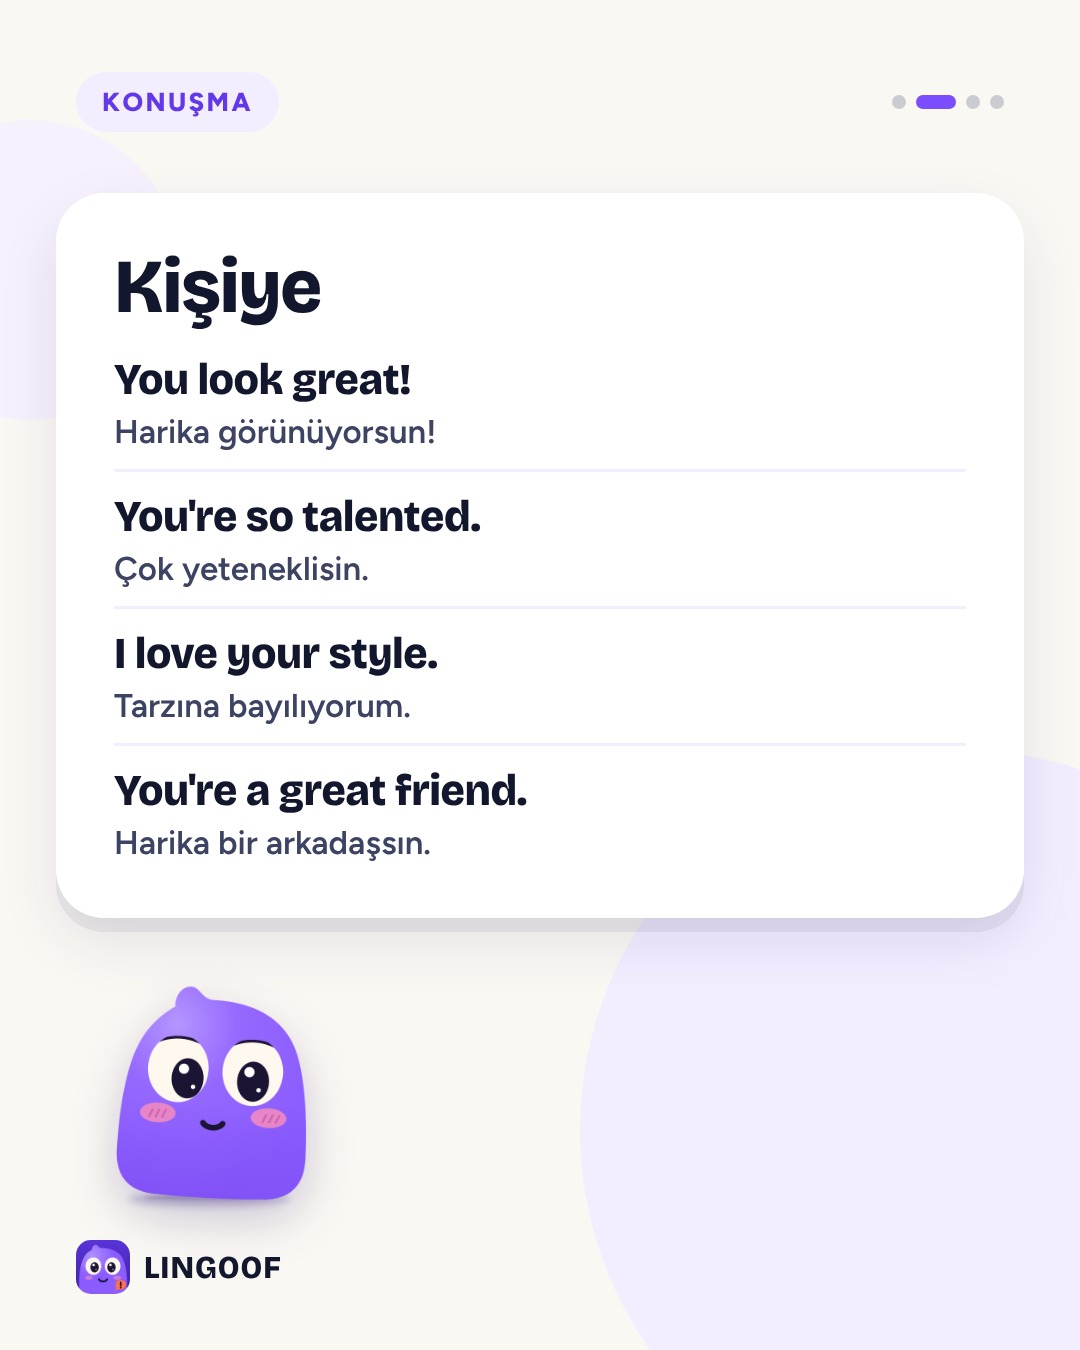 KONUŞMA
Kişiye
You look great!
Harika görünüyorsun!
You're so talented.
Çok yeteneklisin.
I love your style.
Tarzına bayılıyorum.
You're a great friend.
Harika bir arkadaşsın.
LINGOOF